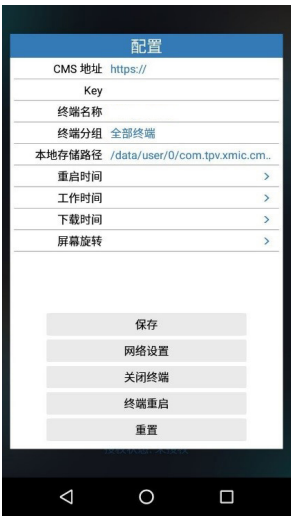 配置
CMS 地址 https://
Key
终端名称
终端分组 全部终端
本地存储路径 /data/user/0/com.tpv.xmic.cm..
重启时间 >
工作时间 >
下载时间 >
屏幕旋转 >
保存
网络设置
关闭终端
终端重启
重置